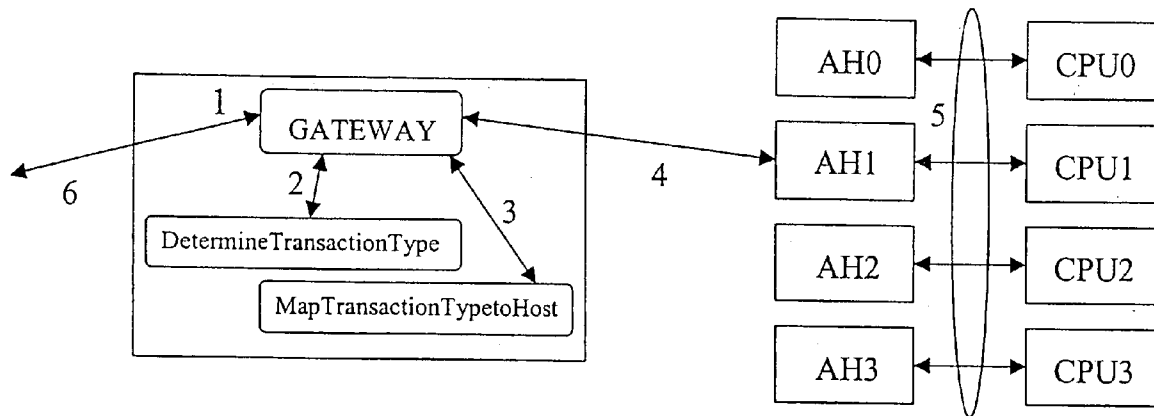 1
GATEWAY
6
2
3
4
DetermineTransactionType
MapTransactionTypetoHost
AH0
CPU0
5
AH1
CPU1
AH2
CPU2
AH3
CPU3